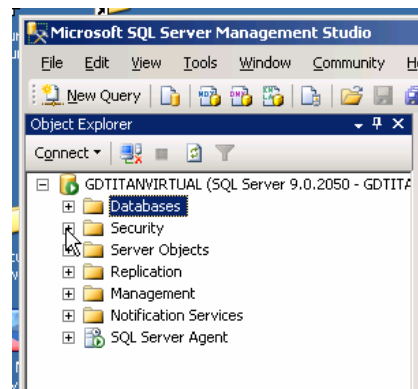 Microsoft SQL Server Management Studio
File Edit View Tools Window Community
New Query
Object Explorer
Connect
GDTITANVIRTUAL (SQL Server 9.0.2050 - GDTITA
Databases
Security
Server Objects
Replication
Management
Notification Services
SQL Server Agent